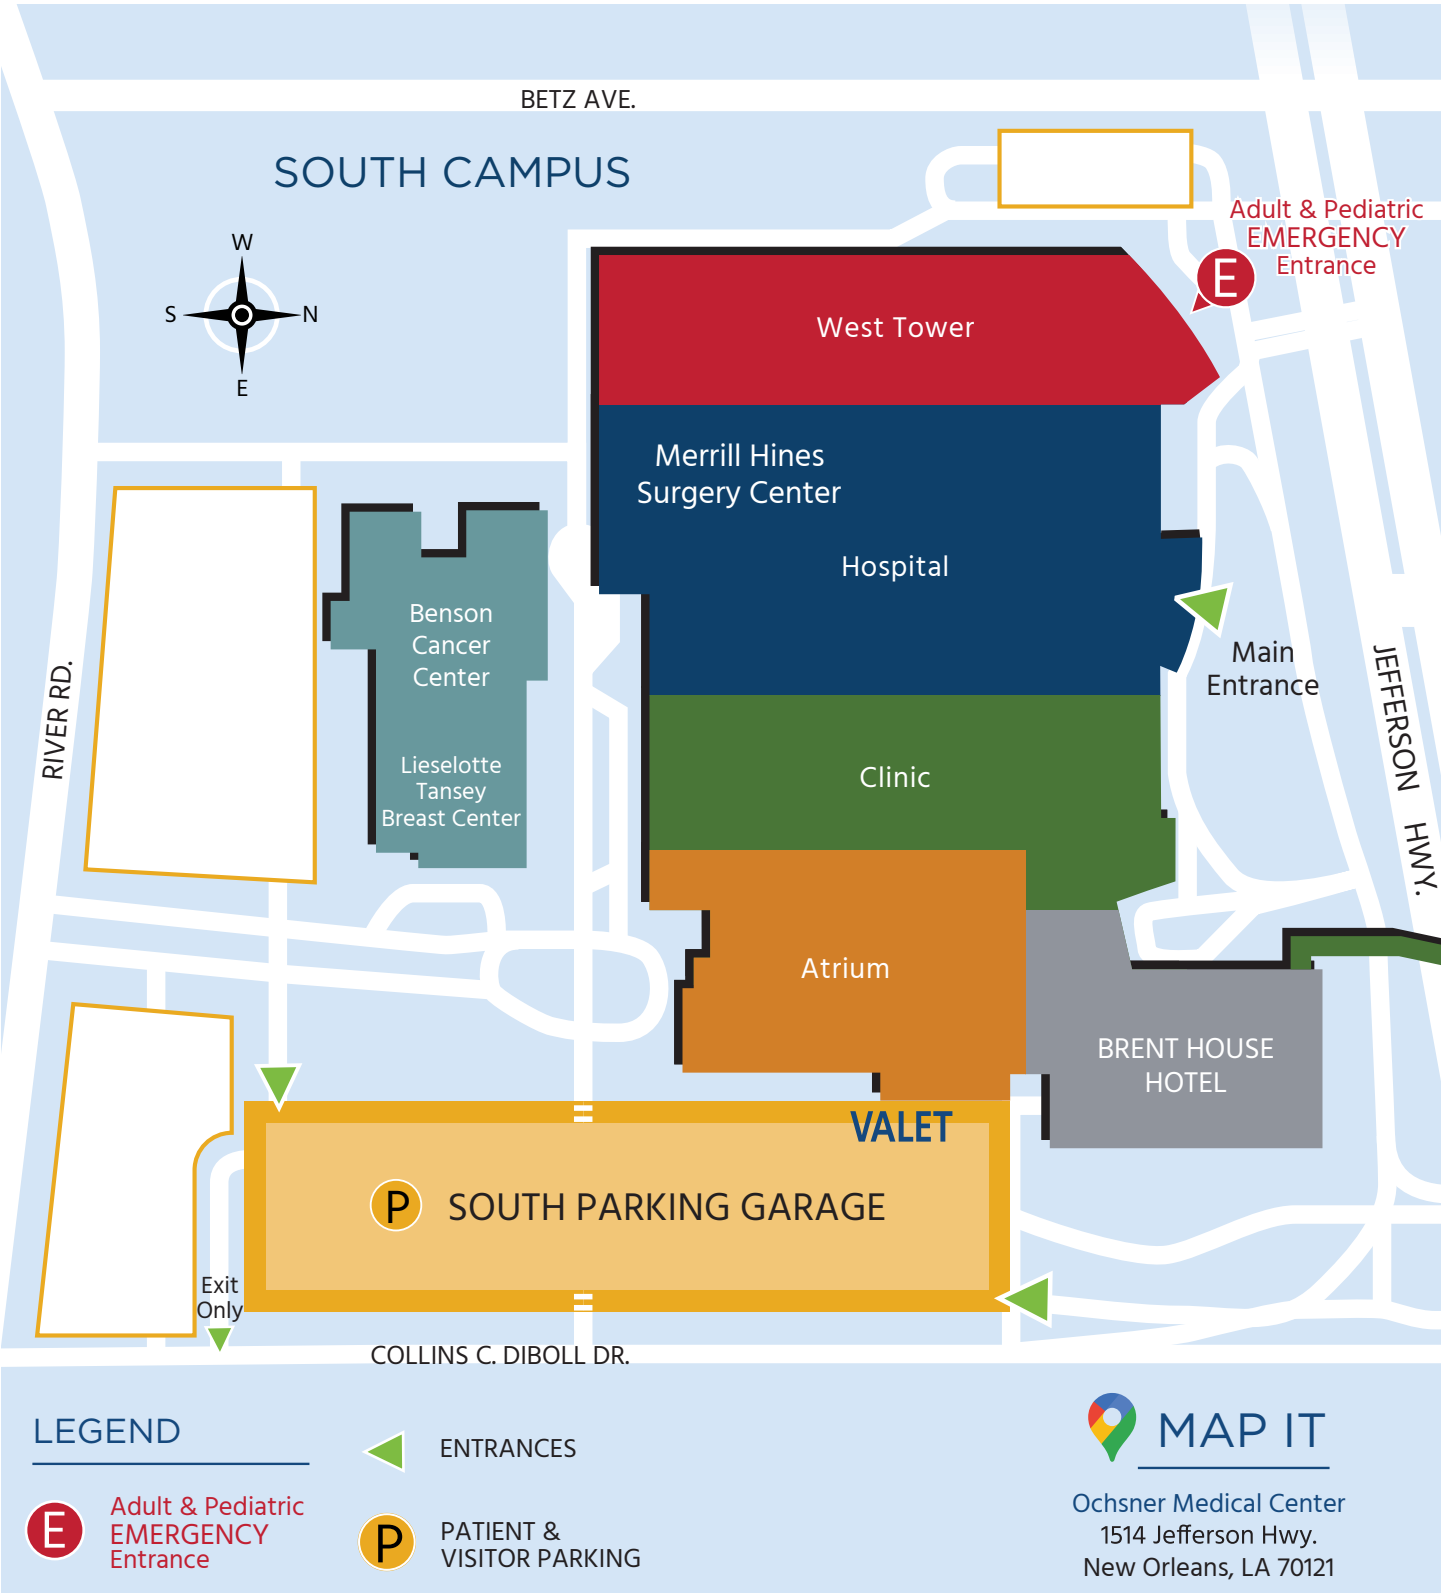 BETZ AVE.
SOUTH CAMPUS
Adult & Pediatric
EMERGENCY
Entrance
E
W
S
N
E
West Tower
Merrill Hines
Surgery Center
Hospital
Benson
Cancer
Center
Main
Entrance
RIVER RD.
JEFFERSON HWY.
Lieselotte
Tansey
Breast Center
Clinic
Atrium
BRENT HOUSE
HOTEL
VALET
P
SOUTH PARKING GARAGE
Exit
Only
COLLINS C. DIBOLL DR.
LEGEND
ENTRANCES
E
Adult & Pediatric
EMERGENCY
Entrance
P
PATIENT &
VISITOR PARKING
MAP IT
Ochsner Medical Center
1514 Jefferson Hwy.
New Orleans, LA 70121